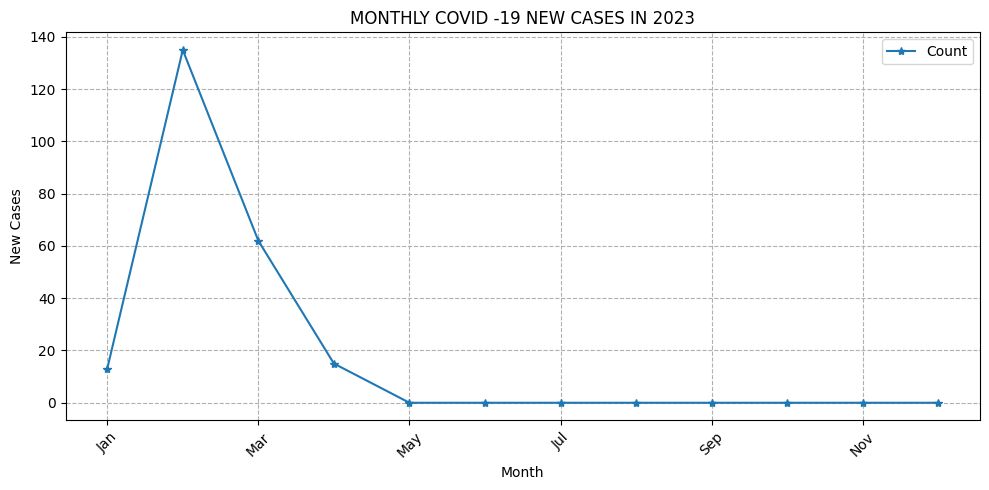 MONTHLY COVID -19 NEW CASES IN 2023
Count
New Cases
140
120
100
80
60
40
20
0
Jan
Mar
May
Jul
Sep
Nov
Month